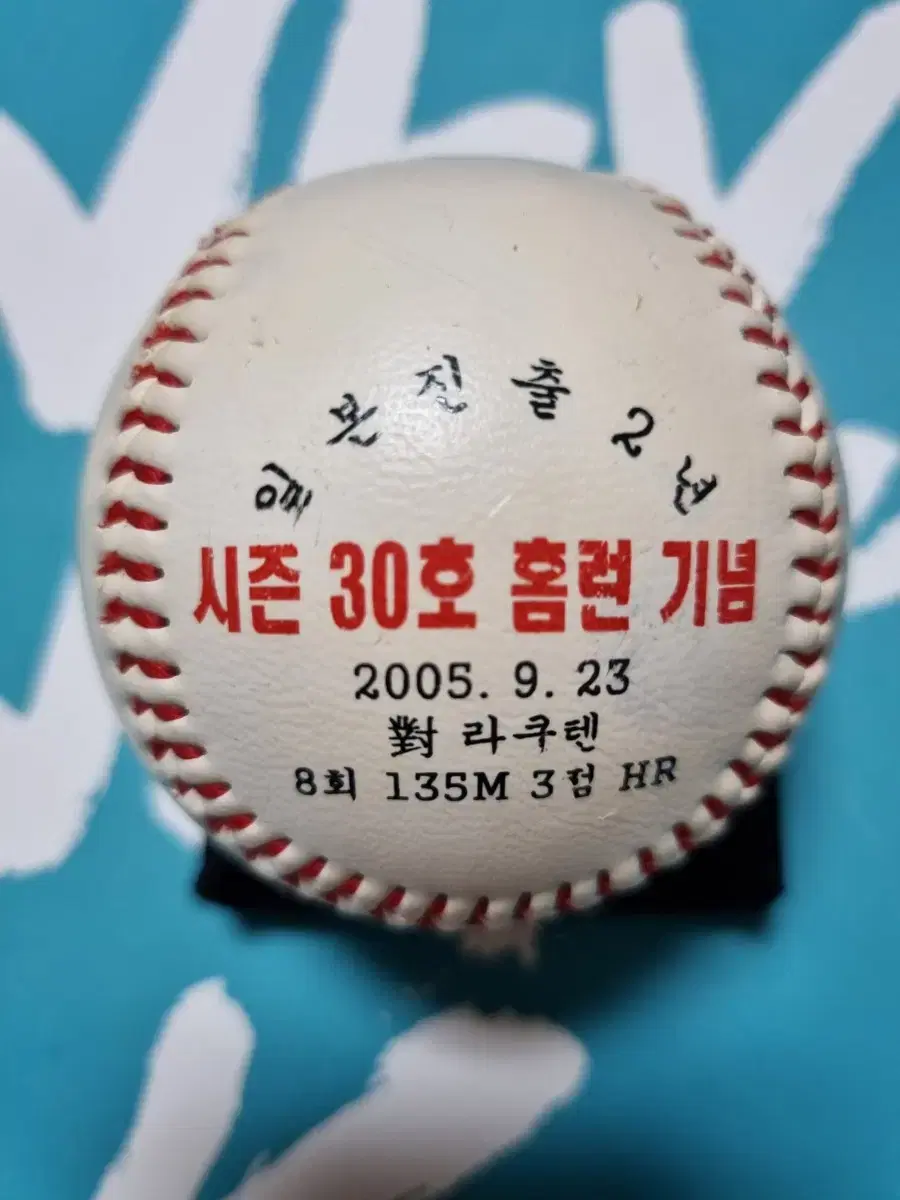 일본진출 2년
시즌 30호 홈런 기념
2005. 9. 23
對 라쿠텐
8회 135M 3점 HR